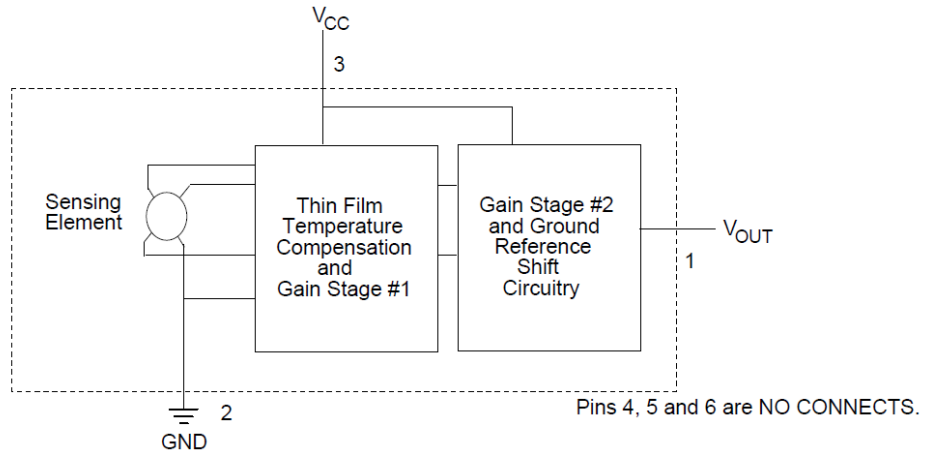 VCC
3
Sensing
Element
Thin Film
Temperature
Compensation
and
Gain Stage #1
Gain Stage #2
and Ground
Reference
Shift
Circuitry
VOUT
1
2
GND
Pins 4, 5 and 6 are NO CONNECTS.